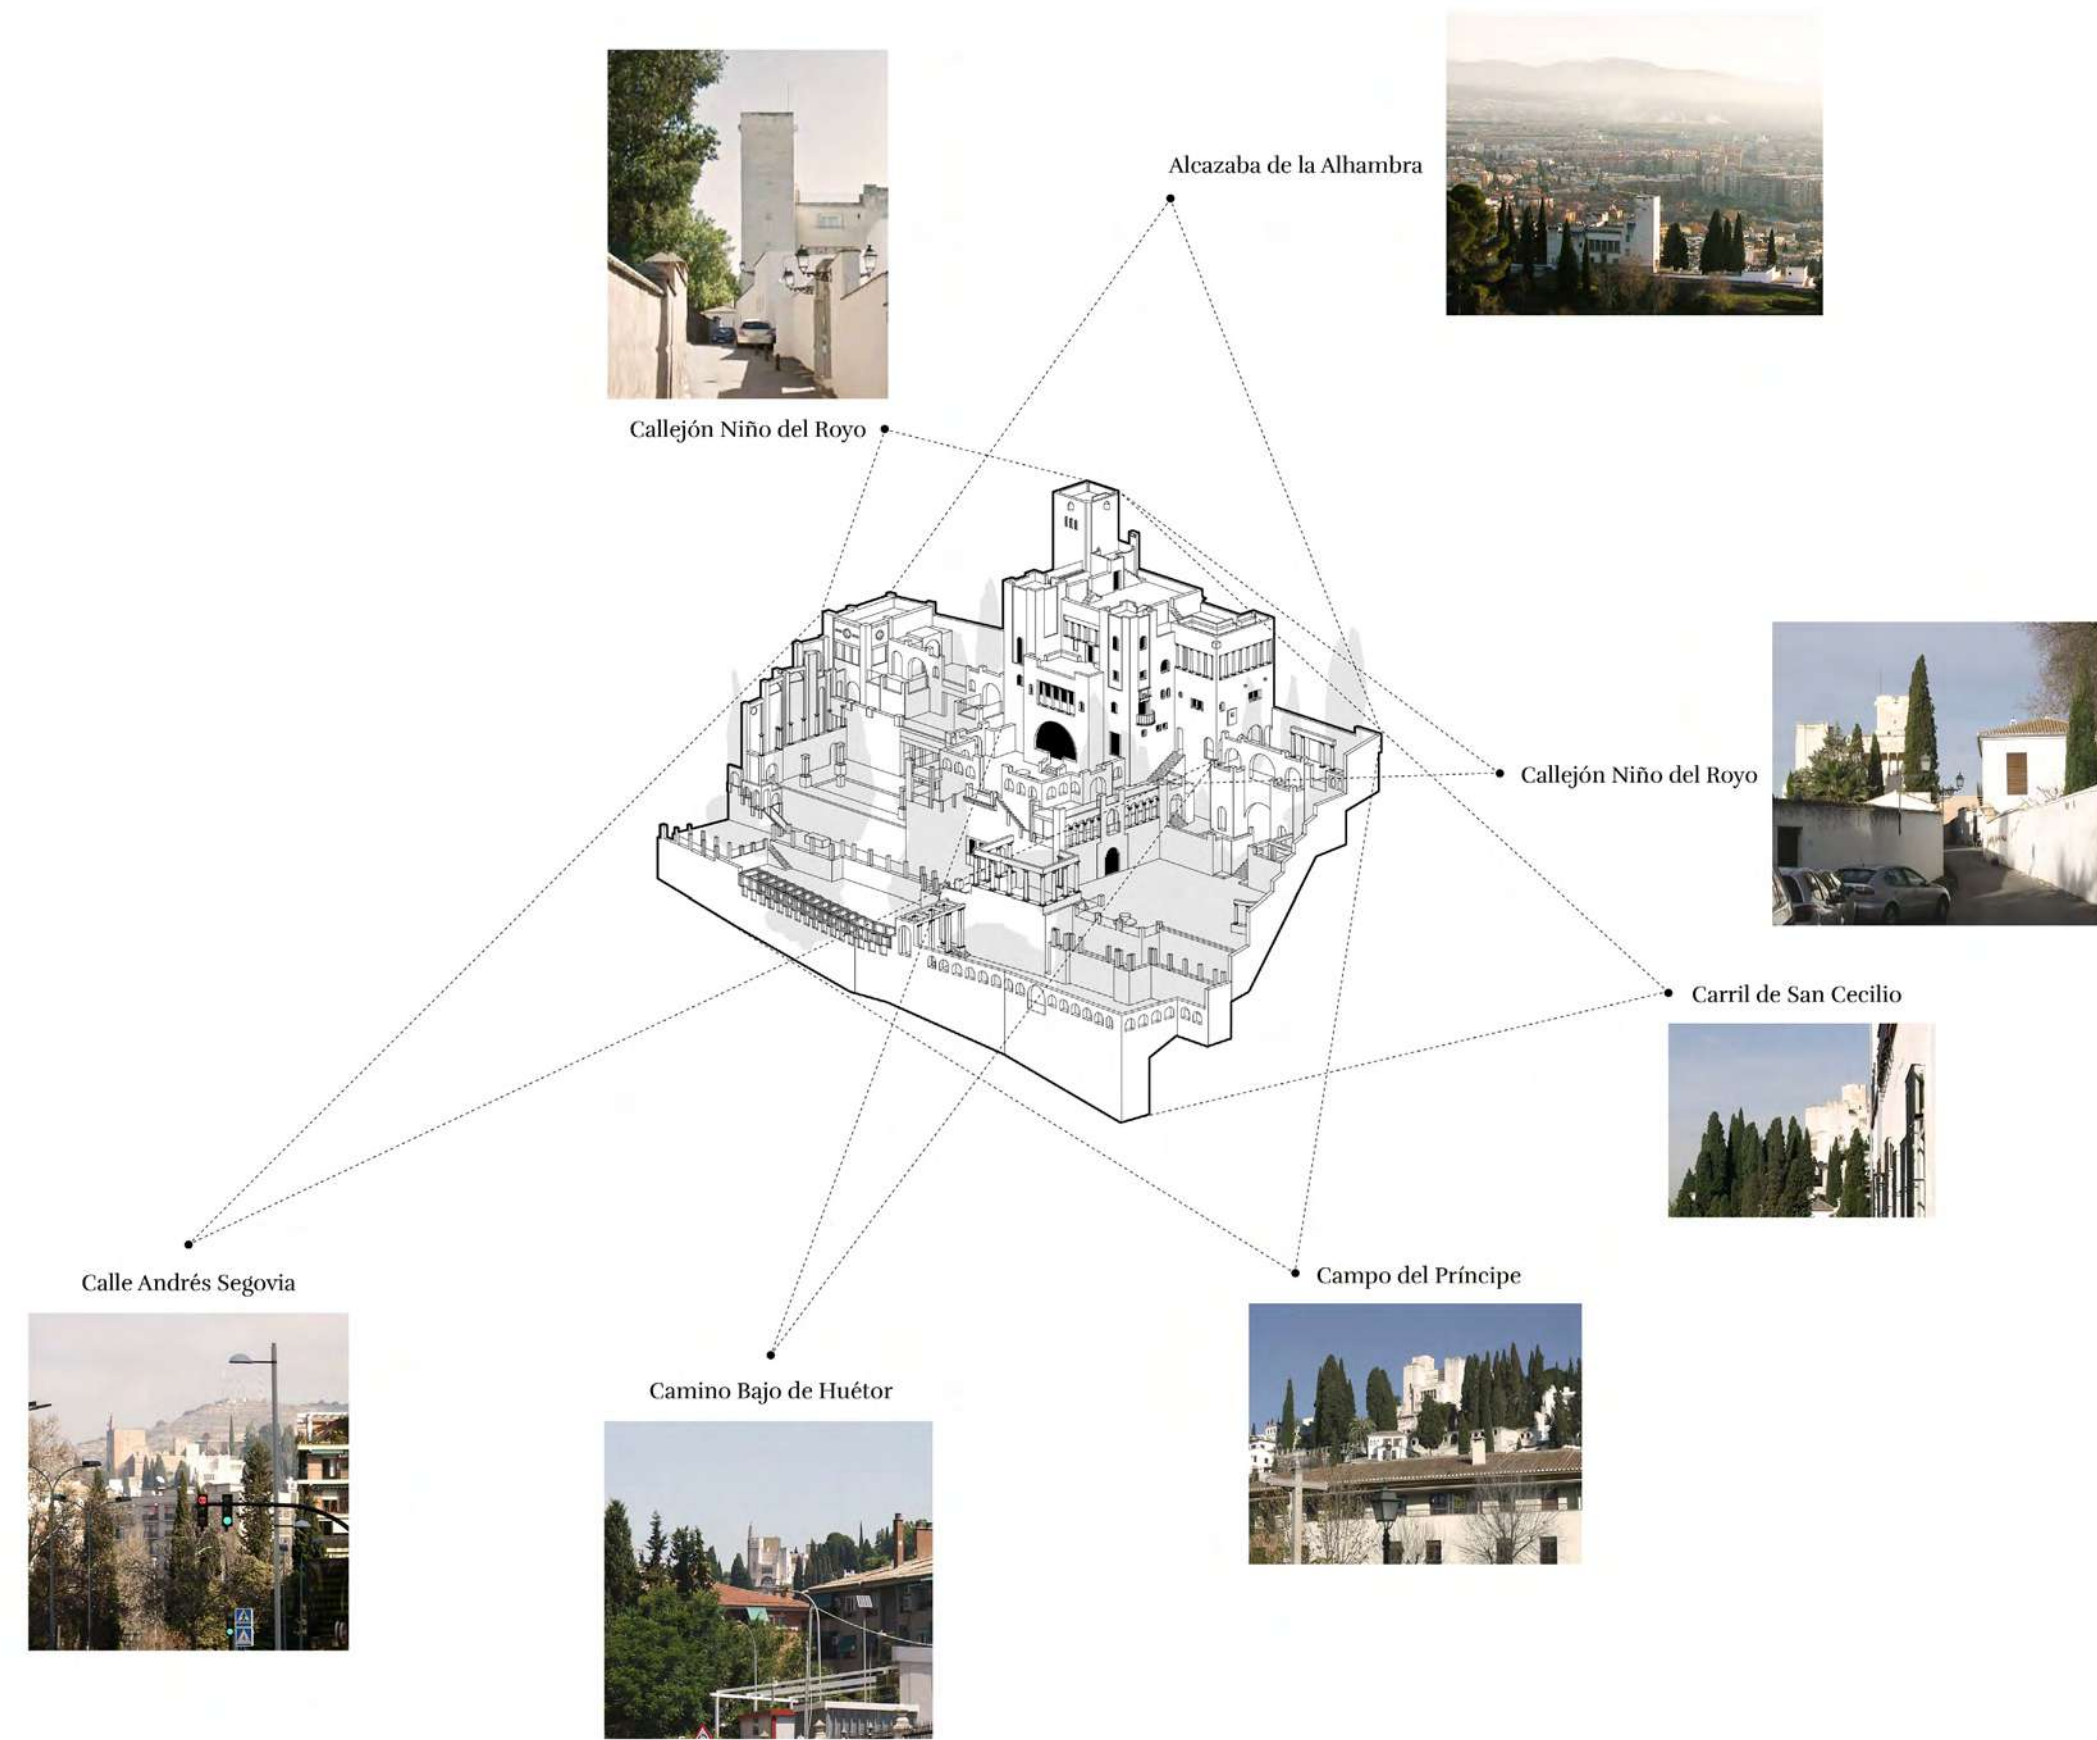 Alcazaba de la Alhambra
Callejón Niño del Royo
Callejón Niño del Royo
Carril de San Cecilio
Campo del Príncipe
Calle Andrés Segovia
Camino Bajo de Huétor